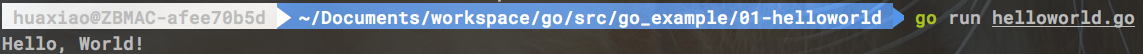 huaxiao@ZBMAC-afee70b5d ~/Documents/workspace/go/src/go_example/01-helloworld go run helloworld.go
Hello, World!